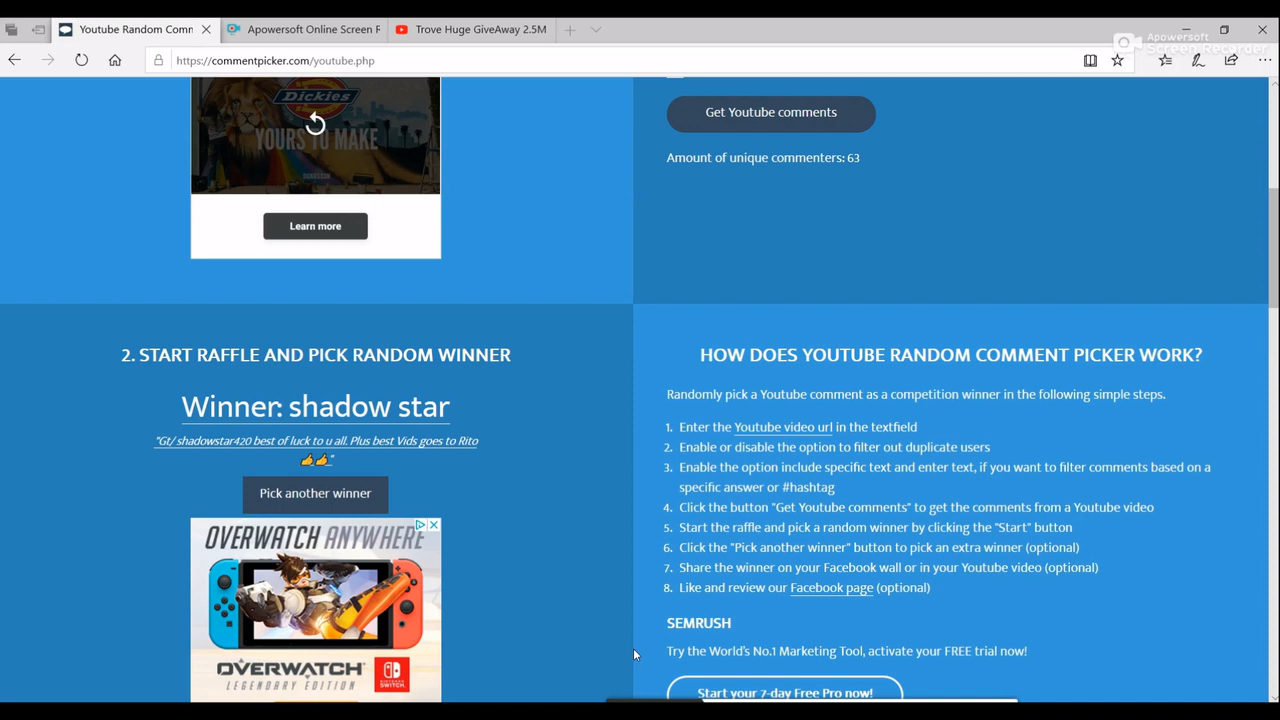 Youtube Random Comm
Apowersoft Online Screen R
Trove Huge GiveAway 2.5M
Apowersoft
Screen Recorder
https://commentpicker.com/youtube.php
Dickies
YOURS TO MAKE
Learn more
Get Youtube comments
Amount of unique commenters: 63
2. START RAFFLE AND PICK RANDOM WINNER
Winner: shadow star
"Gt/ shadowstar420 best of luck to u all. Plus best Vids goes to Rito
👍👍"
Pick another winner
OVERWATCH ANYWHERE
OVERWATCH
LEGENDARY EDITION
NINTENDO
SWITCH
HOW DOES YOUTUBE RANDOM COMMENT PICKER WORK?
Randomly pick a Youtube comment as a competition winner in the following simple steps.
1. Enter the Youtube video url in the textfield
2. Enable or disable the option to filter out duplicate users
3. Enable the option include specific text and enter text, if you want to filter comments based on a
specific answer or #hashtag
4. Click the button "Get Youtube comments" to get the comments from a Youtube video
5. Start the raffle and pick a random winner by clicking the "Start" button
6. Click the "Pick another winner" button to pick an extra winner (optional)
7. Share the winner on your Facebook wall or in your Youtube video (optional)
8. Like and review our Facebook page (optional)
SEMRUSH
Try the World's No.1 Marketing Tool, activate your FREE trial now!
Start your 7-day Free Pro now!